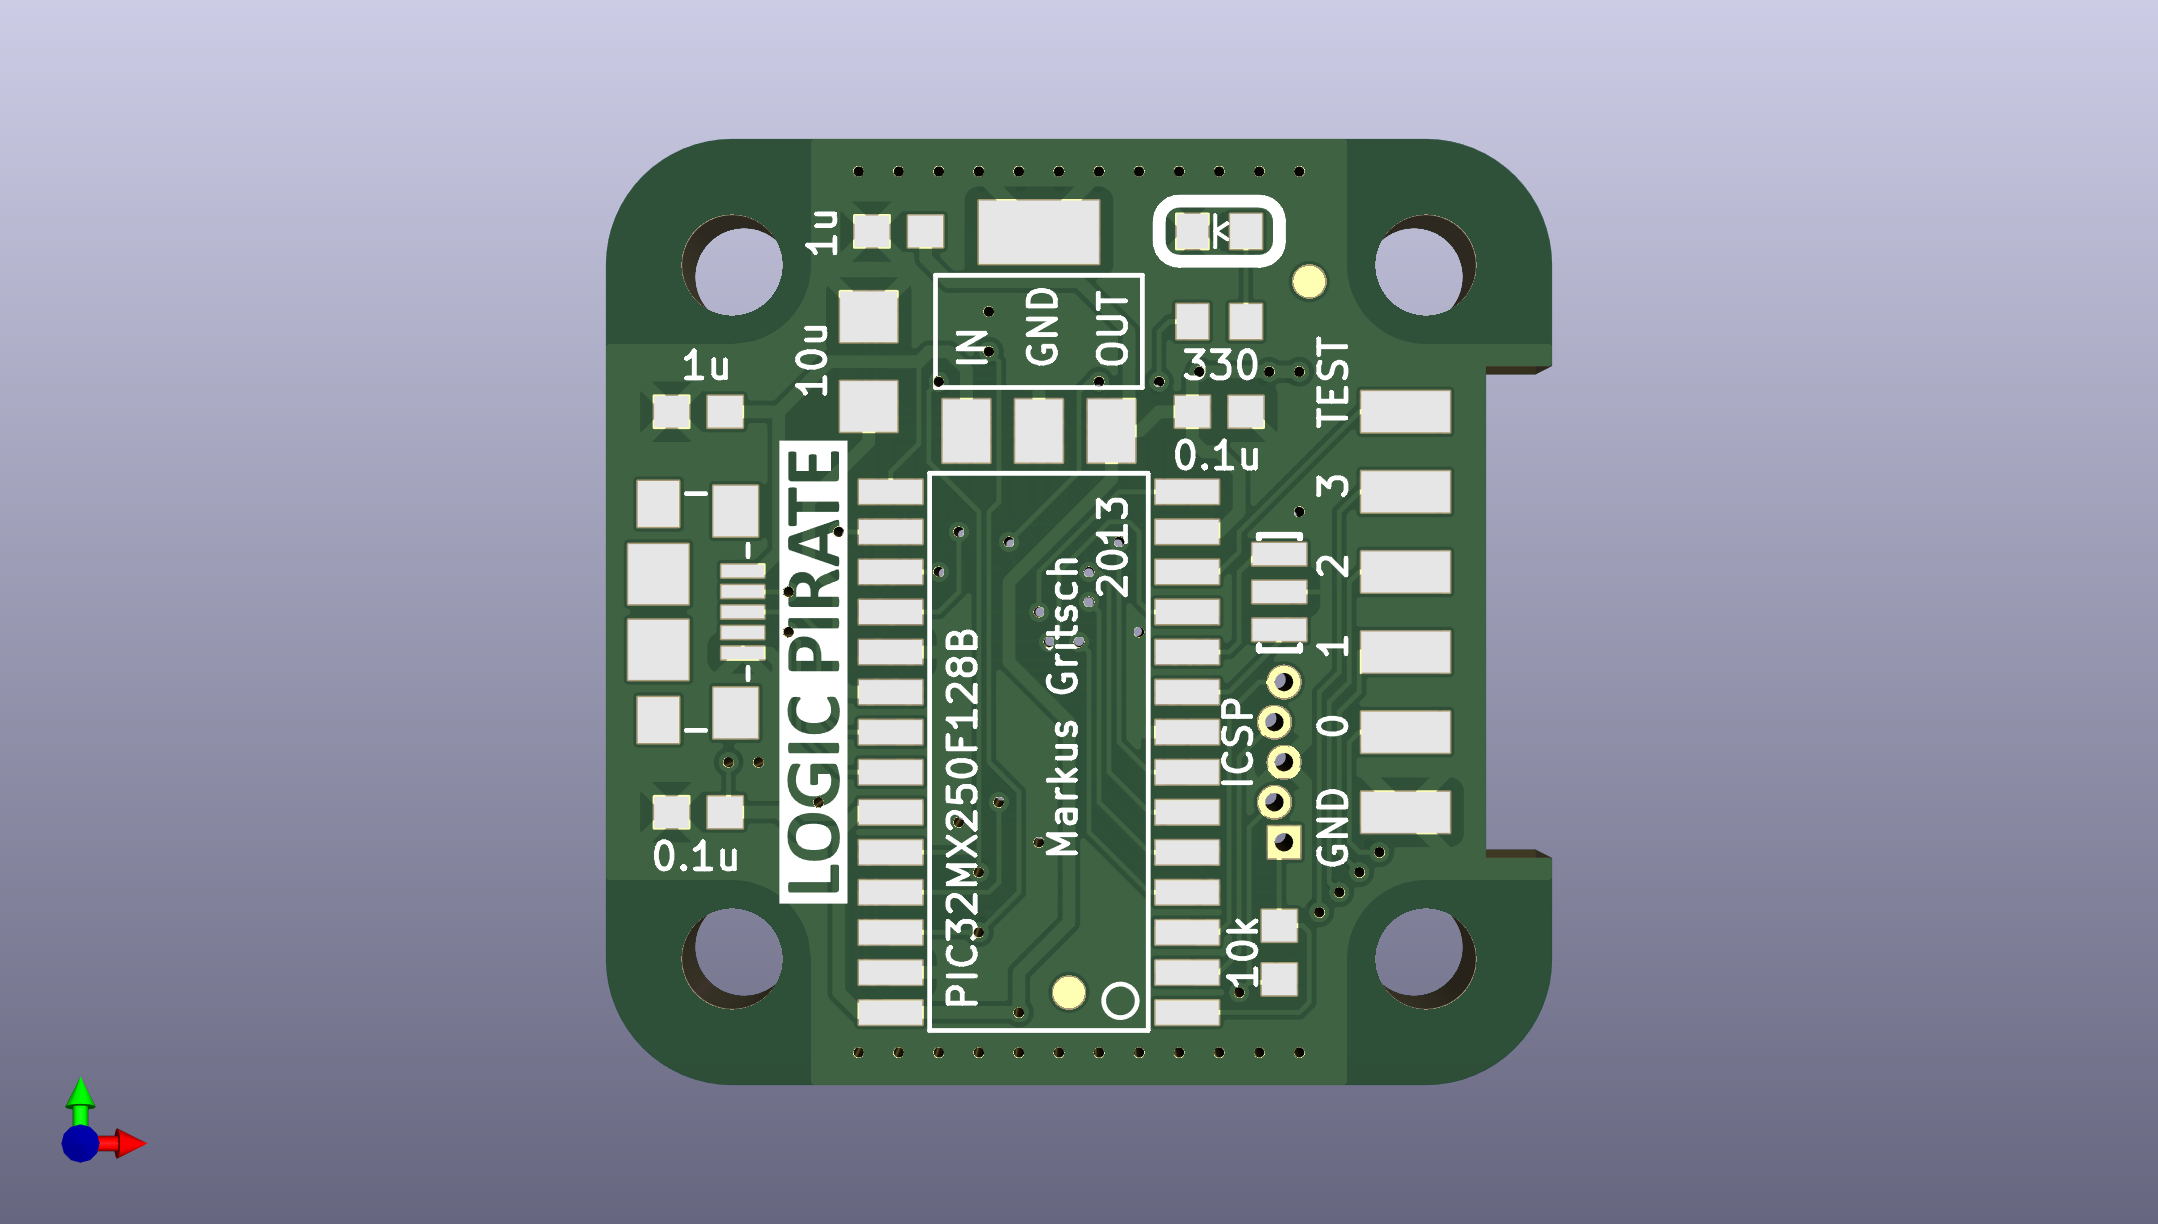 1u
K
IN
GND
OUT
10u
1u
330
TEST
0.1u
LOGIC PIRATE
3
2
1
0
GND
PIC32MX250F128B
Markus Gritsch
2013
ICSP
0.1u
10k